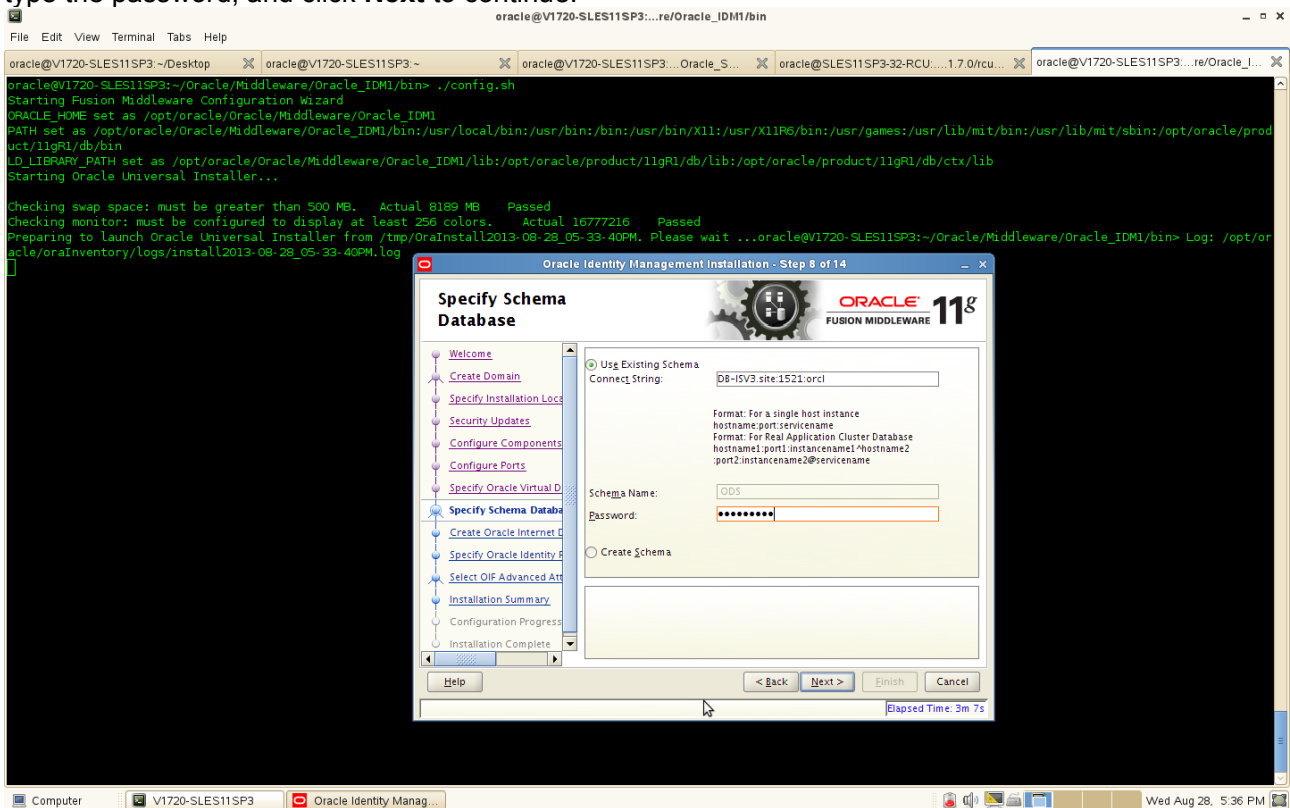 type the password, and click Next to continue.
oracle@V1720-SLES11SP3:...re/Oracle_IDM1/bin
File Edit View Terminal Tabs Help
oracle@V1720-SLES11SP3:~/Desktop oracle@V1720-SLES11SP3:~ oracle@V1720-SLES11SP3:...Oracle_S... oracle@SLES11SP3-32-RCU:....1.7.0/rcu... oracle@V1720-SLES11SP3:...re/Oracle_I...
oracle@V1720-SLES11SP3:~/Oracle/Middleware/Oracle_IDM1/bin> ./config.sh
Starting Fusion Middleware Configuration Wizard
ORACLE_HOME set as /opt/oracle/Oracle/Middleware/Oracle_IDM1
PATH set as /opt/oracle/Oracle/Middleware/Oracle_IDM1/bin:/usr/local/bin:/usr/bin:/bin:/usr/bin/X11:/usr/X11R6/bin:/usr/games:/usr/lib/mit/bin:/usr/lib/mit/sbin:/opt/oracle/prod
uct/11gR1/db/bin
LD_LIBRARY_PATH set as /opt/oracle/Oracle/Middleware/Oracle_IDM1/lib:/opt/oracle/product/11gR1/db/lib:/opt/oracle/product/11gR1/db/ctx/lib
Starting Oracle Universal Installer...
Checking swap space: must be greater than 500 MB. Actual 8189 MB Passed
Checking monitor: must be configured to display at least 256 colors. Actual 16777216 Passed
Preparing to launch Oracle Universal Installer from /tmp/OraInstall2013-08-28_05-33-40PM. Please wait ...oracle@V1720-SLES11SP3:~/Oracle/Middleware/Oracle_IDM1/bin> Log: /opt/or
acle/oraInventory/logs/install2013-08-28_05-33-40PM.log
Oracle Identity Management Installation - Step 8 of 14
Specify Schema
Database
ORACLE
FUSION MIDDLEWARE 11g
Welcome
Create Domain
Specify Installation Loca
Security Updates
Configure Components
Configure Ports
Specify Oracle Virtual D
Specify Schema Databa
Create Oracle Internet D
Specify Oracle Identity F
Select OIF Advanced Att
Installation Summary
Configuration Progress
Installation Complete
Use Existing Schema
Connect String: DB-ISV3.site:1521:orcl
Format: For a single host instance
hostname:port:servicename
Format: For Real Application Cluster Database
hostname1:port1:instancename1^hostname2
:port2:instancename2@servicename
Schema Name: ODS
Password: •••••••••
Create Schema
Help < Back Next > Finish Cancel
Elapsed Time: 3m 7s
Computer V1720-SLES11SP3 Oracle Identity Manag... Wed Aug 28, 5:36 PM